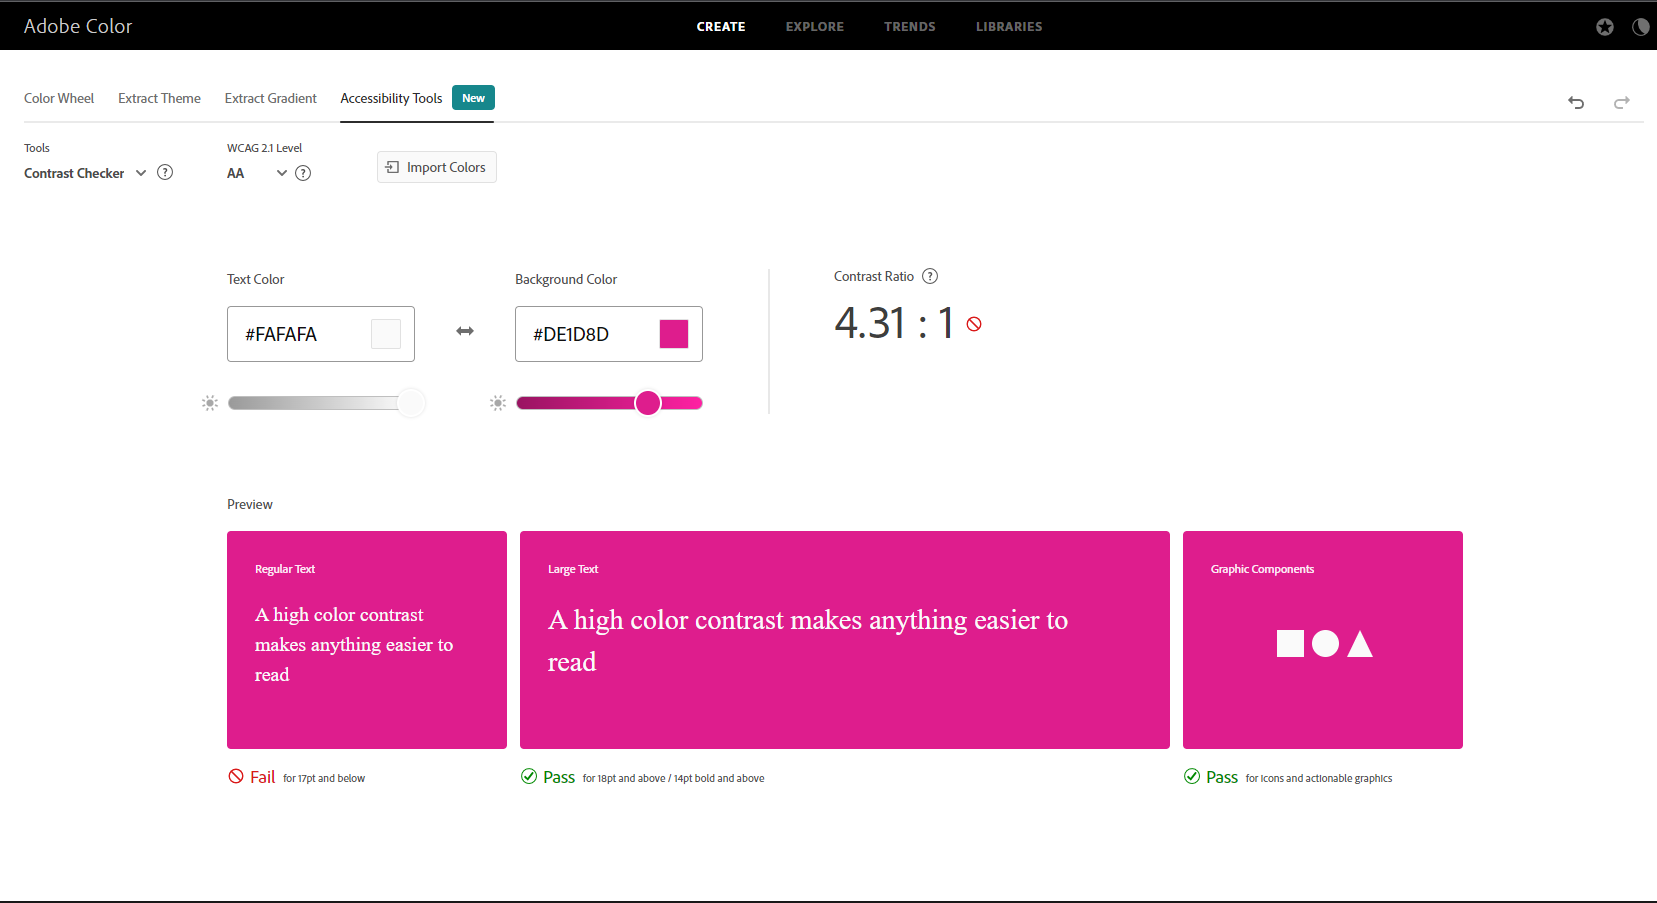 Adobe Color
CREATE
EXPLORE
TRENDS
LIBRARIES
Color Wheel
Extract Theme
Extract Gradient
Accessibility Tools
New
Tools
Contrast Checker
?
WCAG 2.1 Level
AA
?
Import Colors
Text Color
#FAFAFA
Background Color
#DE1D8D
Contrast Ratio
?
4.31 : 1
Preview
Regular Text
A high color contrast
makes anything easier to
read
Large Text
A high color contrast makes anything easier to
read
Graphic Components
Fail for 17pt and below
Pass for 18pt and above / 14pt bold and above
Pass for icons and actionable graphics